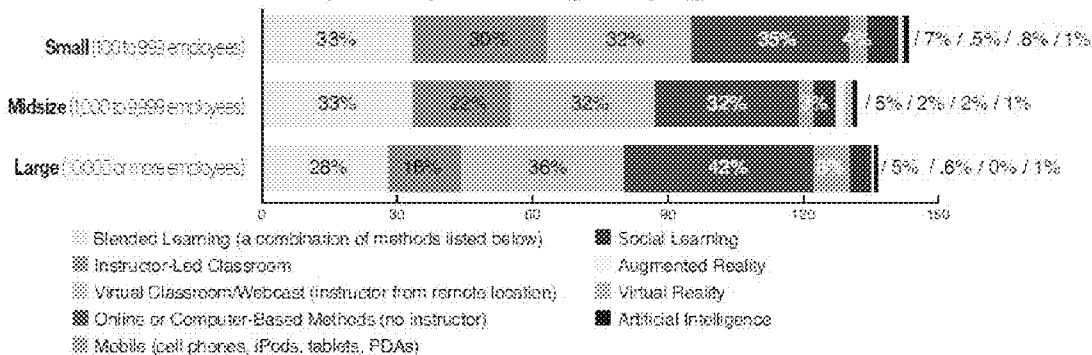 Small (100 to 999 employees) 33% 30% 32% 35% 4% / 7% / .5% / .8% / 1%
Midsize (1,000 to 9,999 employees) 33% 32% 32% / 5% / 2% / 2% / 1%
Large (10,000 or more employees) 28% 16% 36% 42% / 5% / .6% / 0% / 1%
0 30 60 90 120 150
Blended Learning (a combination of methods listed below)
Instructor-Led Classroom
Virtual Classroom/Webcast (instructor from remote location)
Online or Computer-Based Methods (no instructor)
Mobile (cell phones, iPods, tablets, PDAs)
Social Learning
Augmented Reality
Virtual Reality
Artificial Intelligence